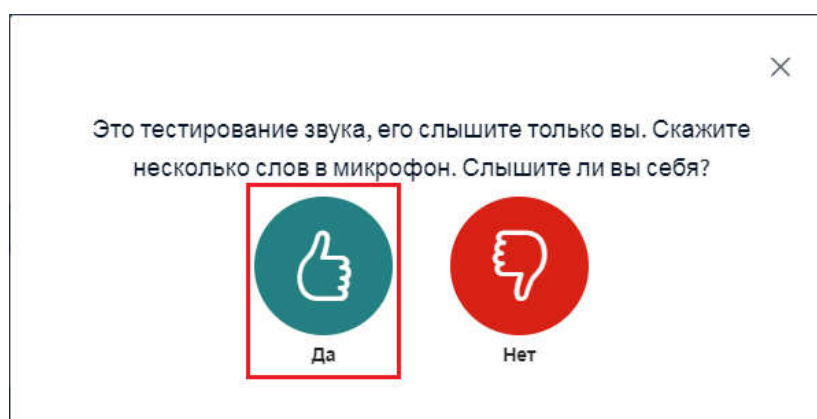 Это тестирование звука, его слышите только вы. Скажите
несколько слов в микрофон. Слышите ли вы себя?
Да
Нет